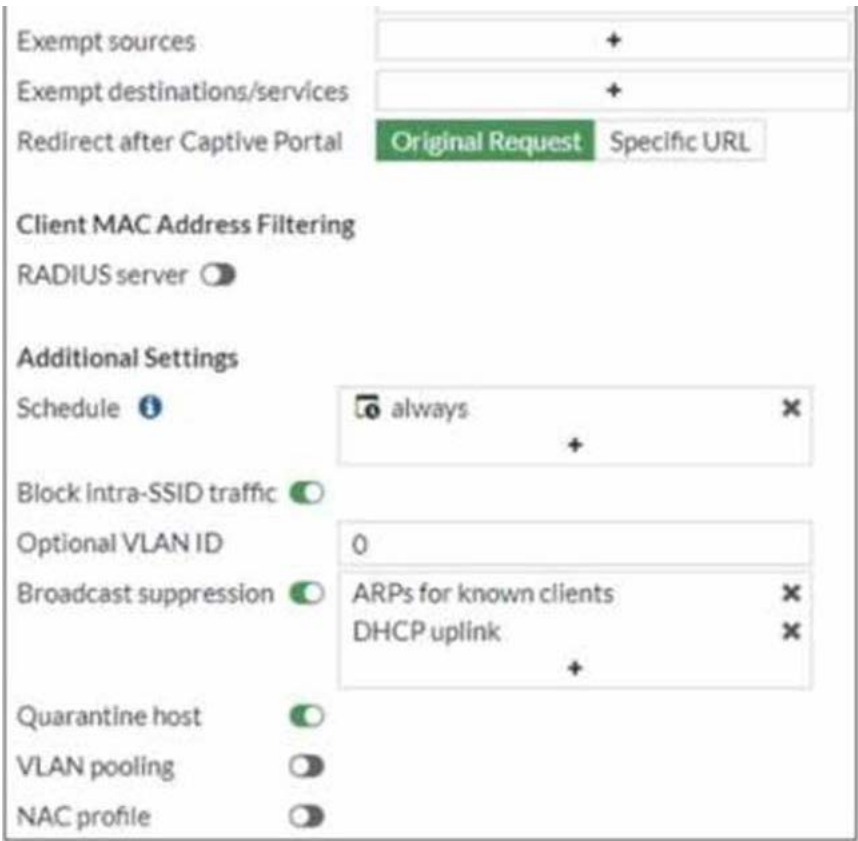 Exempt sources +
Exempt destinations/services +
Redirect after Captive Portal Original Request Specific URL
Client MAC Address Filtering
RADIUS server
Additional Settings
Schedule always
+
Block intra-SSID traffic
Optional VLAN ID 0
Broadcast suppression ARPs for known clients
DHCP uplink
+
Quarantine host
VLAN pooling
NAC profile